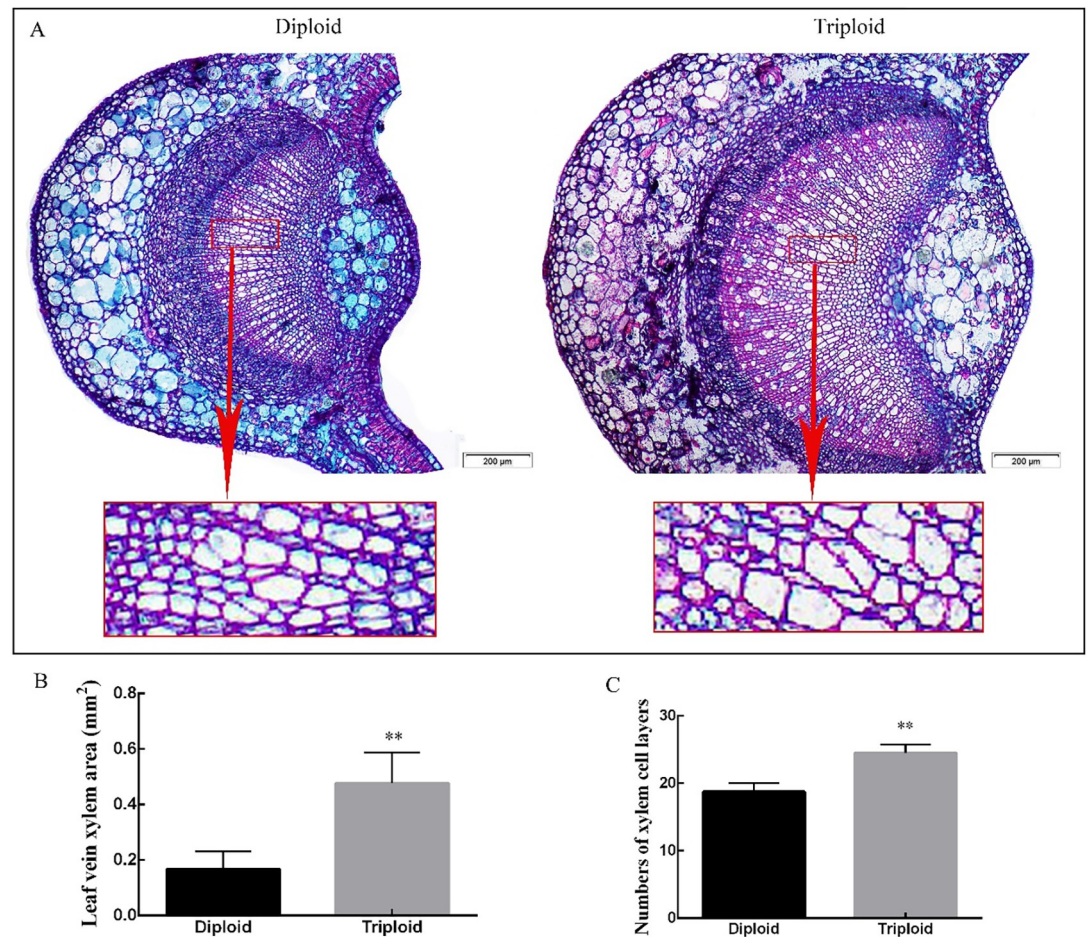 A
Diploid
Triploid
200 μm
200 μm
B
Leaf vein xylem area (mm²)
0.8
0.6
0.4
0.2
0.0
**
Diploid
Triploid
C
Numbers of xylem cell layers
30
20
10
0
**
Diploid
Triploid